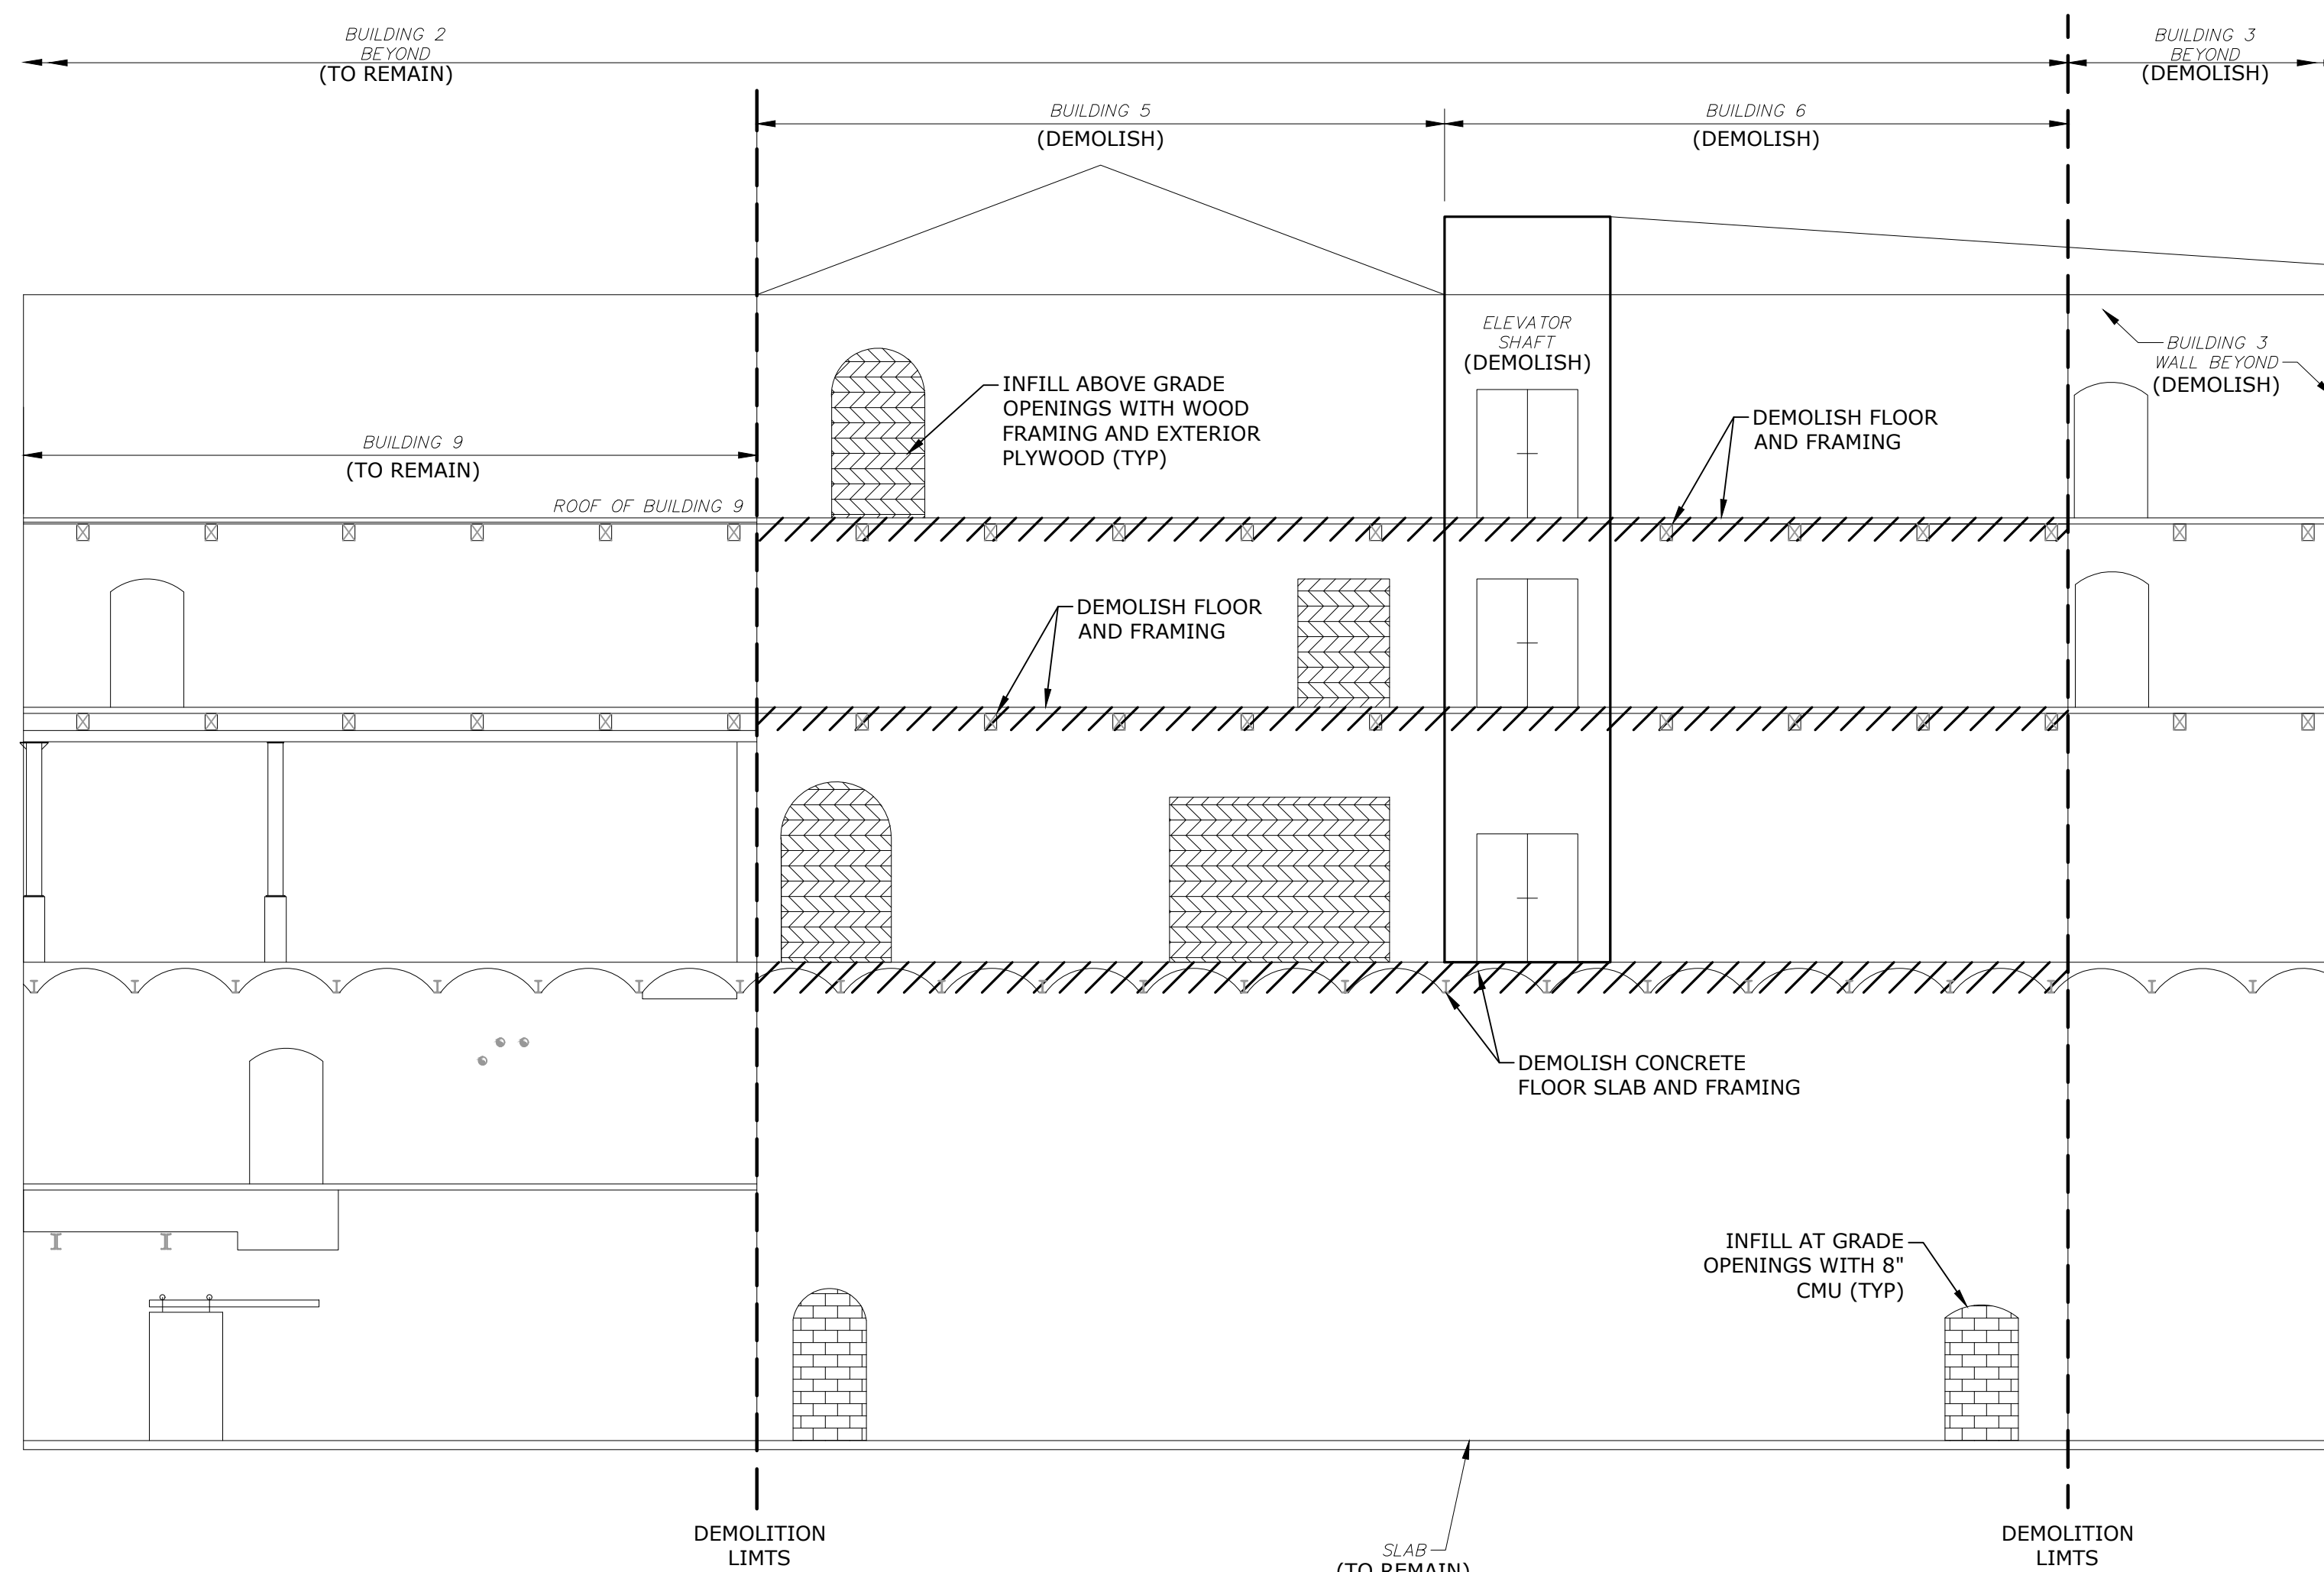 BUILDING 2
BEYOND
(TO REMAIN)
BUILDING 3
BEYOND
(DEMOLISH)
BUILDING 5
(DEMOLISH)
BUILDING 6
(DEMOLISH)
ELEVATOR
SHAFT
(DEMOLISH)
BUILDING 3
WALL BEYOND
(DEMOLISH)
INFILL ABOVE GRADE
OPENINGS WITH WOOD
FRAMING AND EXTERIOR
PLYWOOD (TYP)
DEMOLISH FLOOR
AND FRAMING
BUILDING 9
(TO REMAIN)
ROOF OF BUILDING 9
DEMOLISH FLOOR
AND FRAMING
DEMOLISH CONCRETE
FLOOR SLAB AND FRAMING
INFILL AT GRADE
OPENINGS WITH 8"
CMU (TYP)
DEMOLITION
LIMTS
SLAB
(TO REMAIN)
DEMOLITION
LIMTS